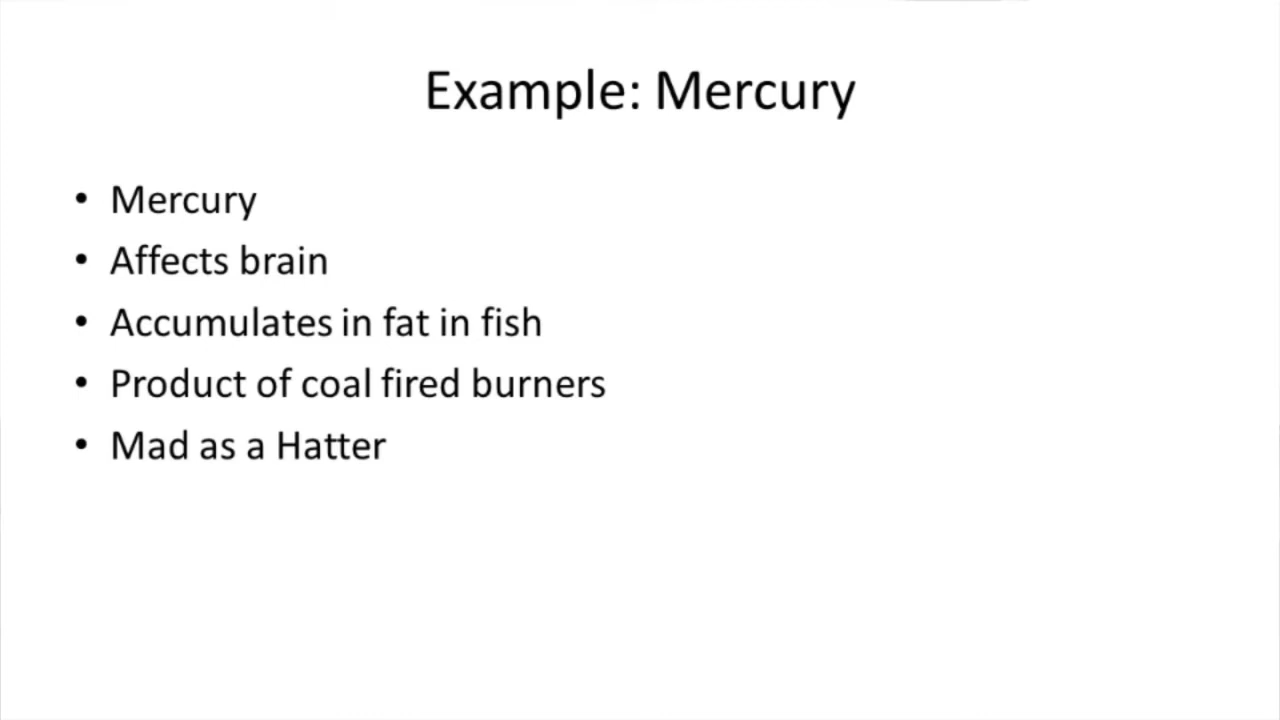 Example: Mercury
• Mercury
• Affects brain
• Accumulates in fat in fish
• Product of coal fired burners
• Mad as a Hatter